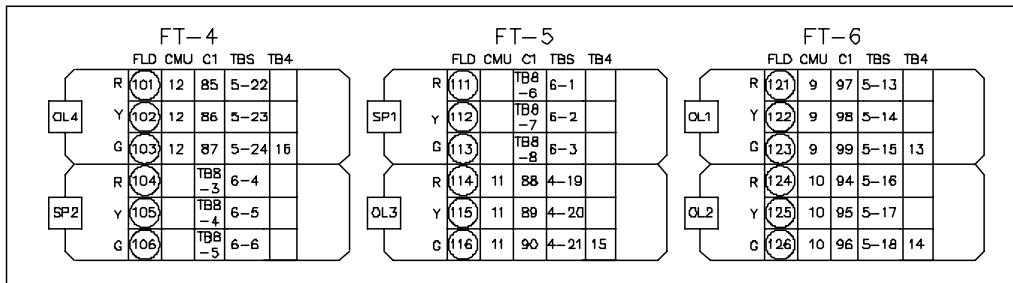 FT-4
FLD CMU C1 TBS TB4
OL4
R 101 12 85 5-22
Y 102 12 86 5-23
G 103 12 87 5-24 16
SP2
R 104 TB8-3 6-4
Y 105 TB8-4 6-5
G 106 TB8-5 6-6
FT-5
FLD CMU C1 TBS TB4
SP1
R 111 TB8-6 6-1
Y 112 TB8-7 6-2
G 113 TB8-8 6-3
OL3
R 114 11 88 4-19
Y 115 11 89 4-20
G 116 11 90 4-21 15
FT-6
FLD CMU C1 TBS TB4
OL1
R 121 9 97 5-13
Y 122 9 98 5-14
G 123 9 99 5-15 13
OL2
R 124 10 94 5-16
Y 125 10 95 5-17
G 126 10 96 5-18 14